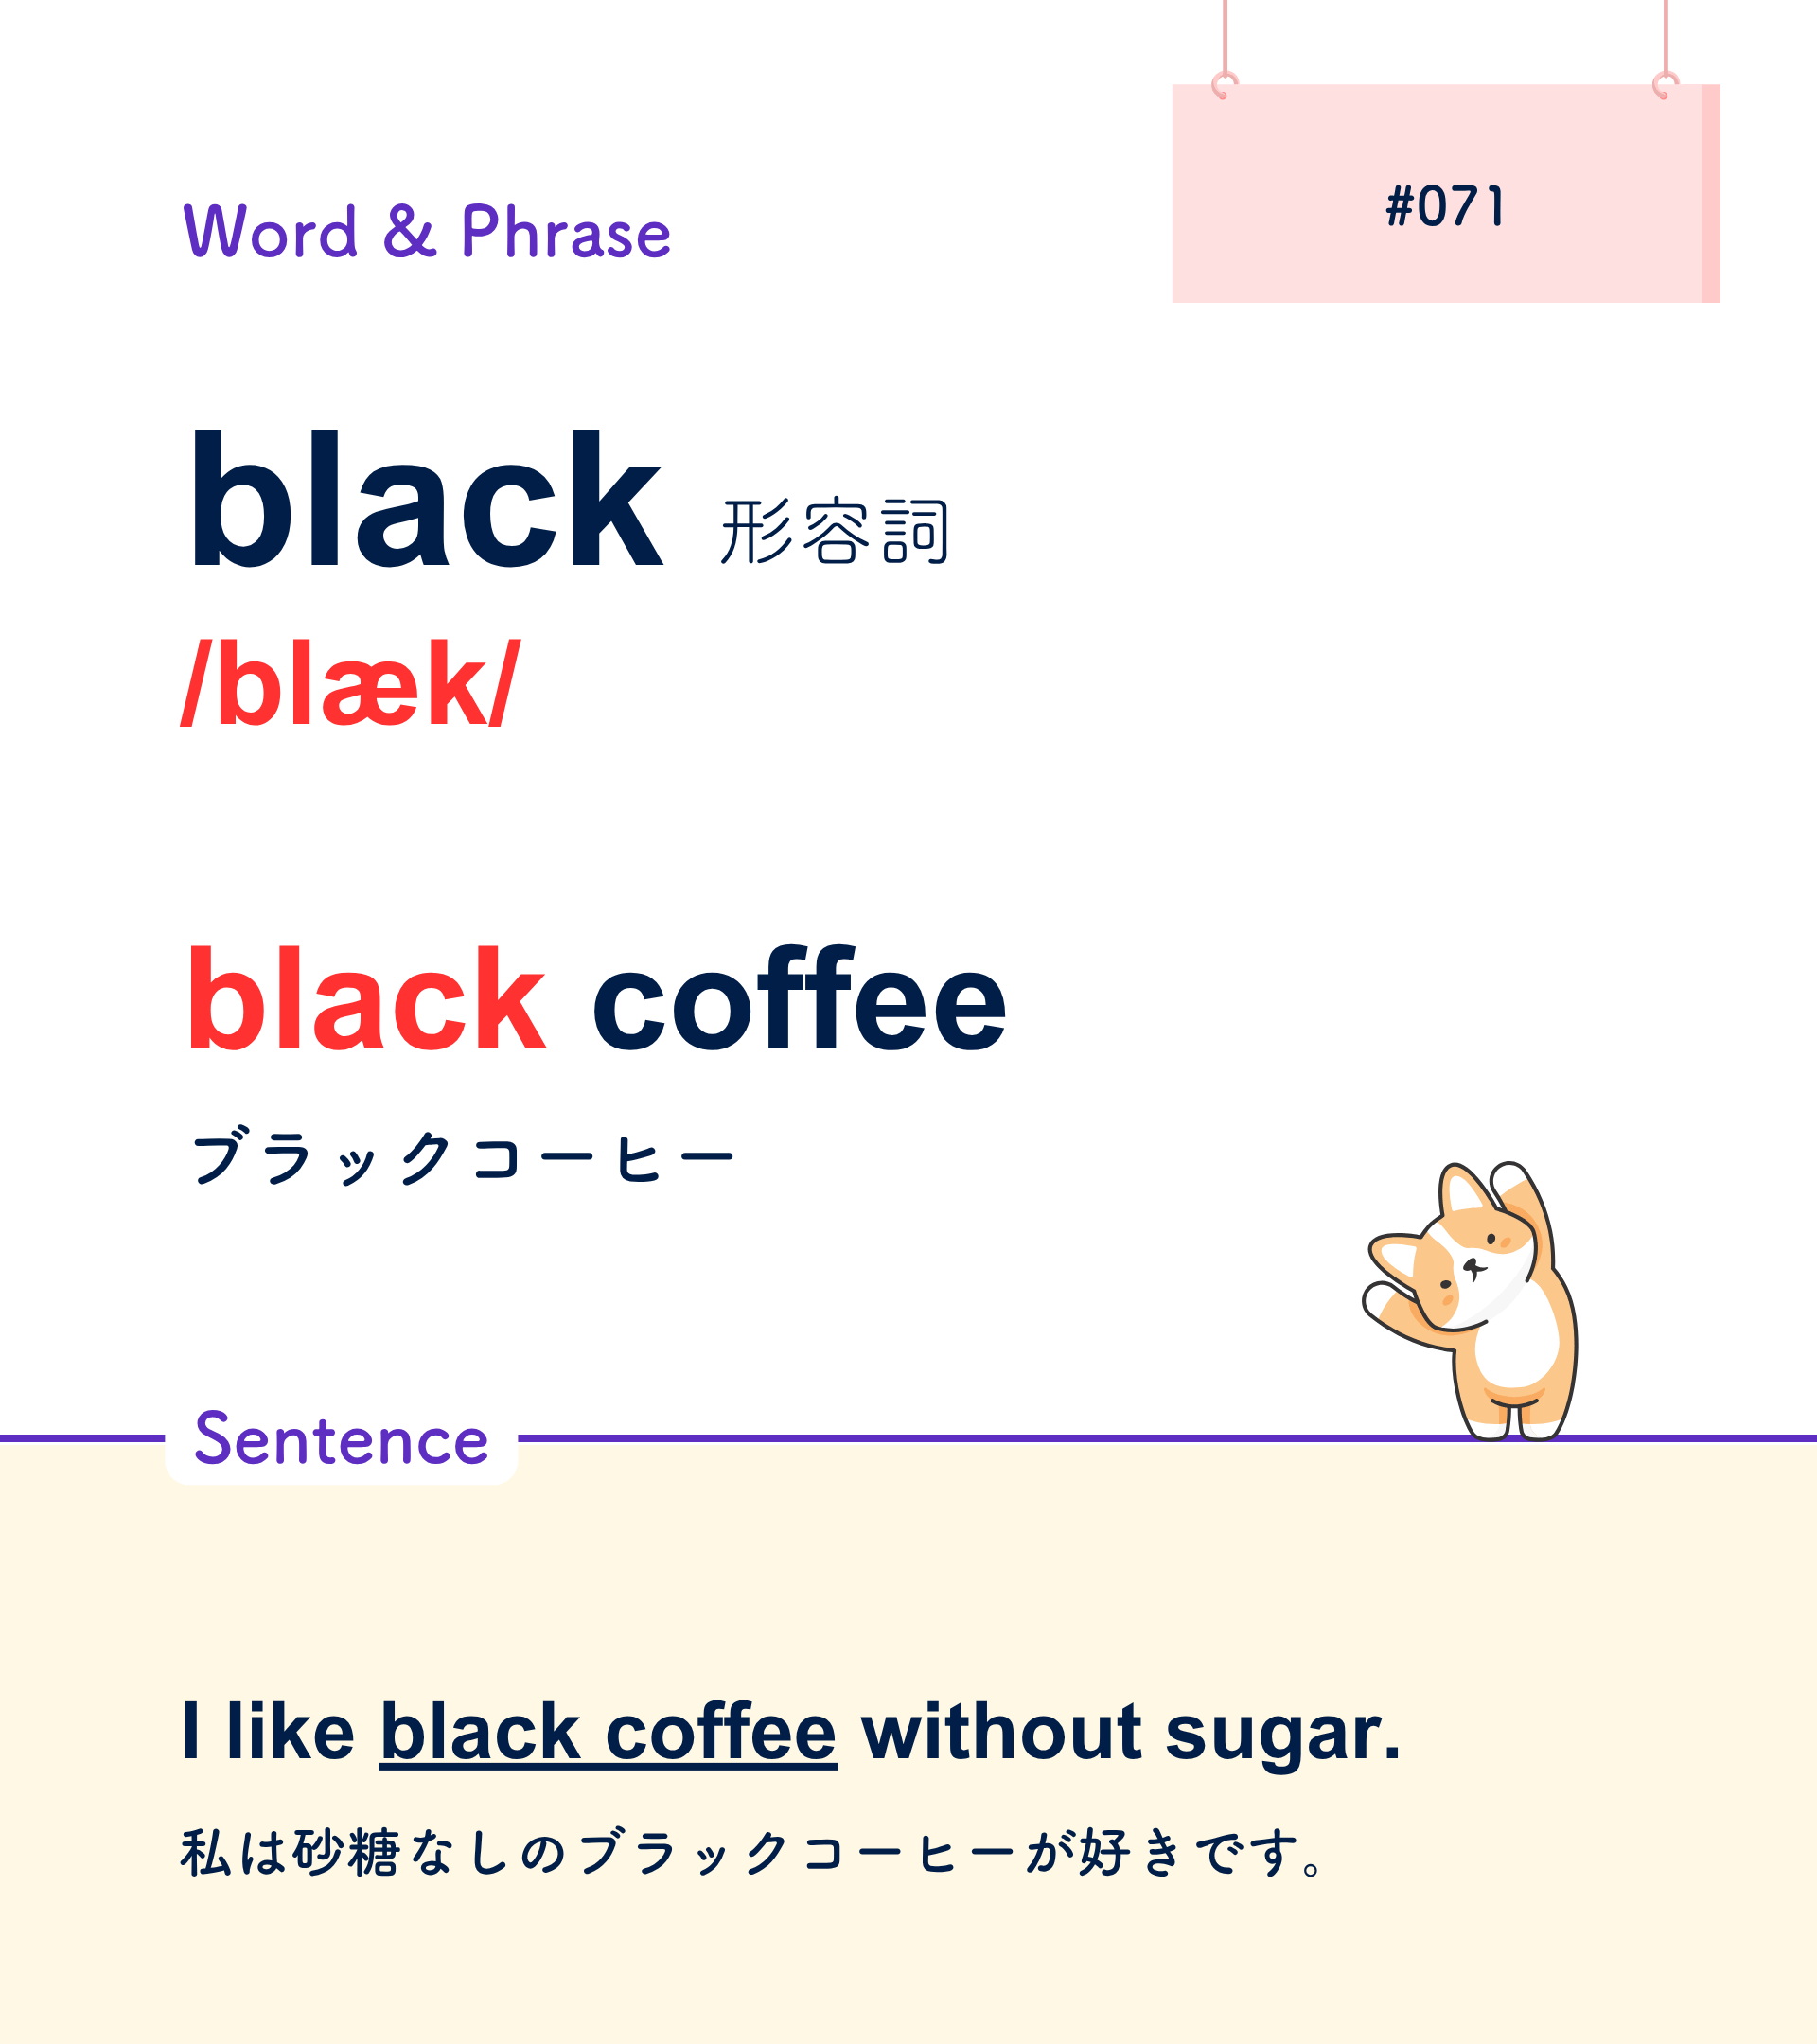 #071
Word & Phrase
black 形容詞
/blæk/
black coffee
ブラックコーヒー
Sentence
I like black coffee without sugar.
私は砂糖なしのブラックコーヒーが好きです。